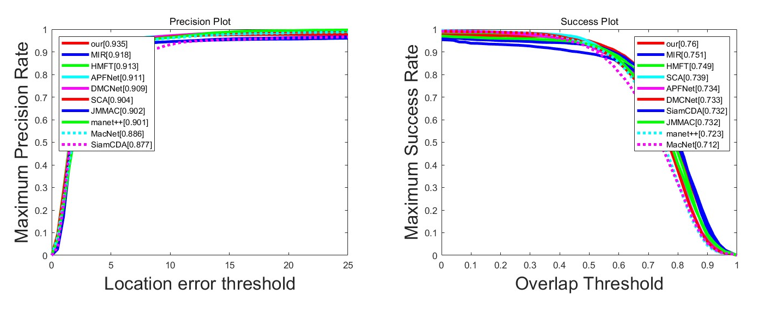 Precision Plot
Maximum Precision Rate
1
0.9
0.8
0.7
0.6
0.5
0.4
0.3
0.2
0.1
0
our[0.935]
MIR[0.918]
HMFT[0.913]
APFNet[0.911]
DMCNet[0.909]
SCA[0.904]
JMMAC[0.902]
manet++[0.901]
MacNet[0.886]
SiamCDA[0.877]
0 5 10 15 20 25
Location error threshold
Success Plot
Maximum Success Rate
1
0.9
0.8
0.7
0.6
0.5
0.4
0.3
0.2
0.1
0
our[0.76]
MIR[0.751]
HMFT[0.749]
SCA[0.739]
APFNet[0.734]
DMCNet[0.733]
SiamCDA[0.732]
JMMAC[0.732]
manet++[0.723]
MacNet[0.712]
0 0.1 0.2 0.3 0.4 0.5 0.6 0.7 0.8 0.9 1
Overlap Threshold